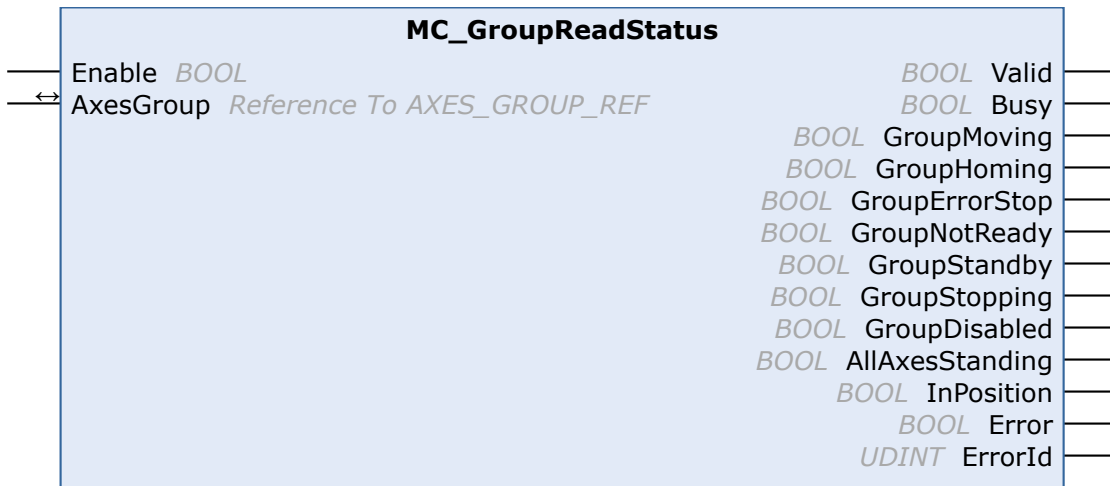 MC_GroupReadStatus
Enable BOOL BOOL Valid
↔ AxesGroup Reference To AXES_GROUP_REF BOOL Busy
BOOL GroupMoving
BOOL GroupHoming
BOOL GroupErrorStop
BOOL GroupNotReady
BOOL GroupStandby
BOOL GroupStopping
BOOL GroupDisabled
BOOL AllAxesStanding
BOOL InPosition
BOOL Error
UDINT ErrorId